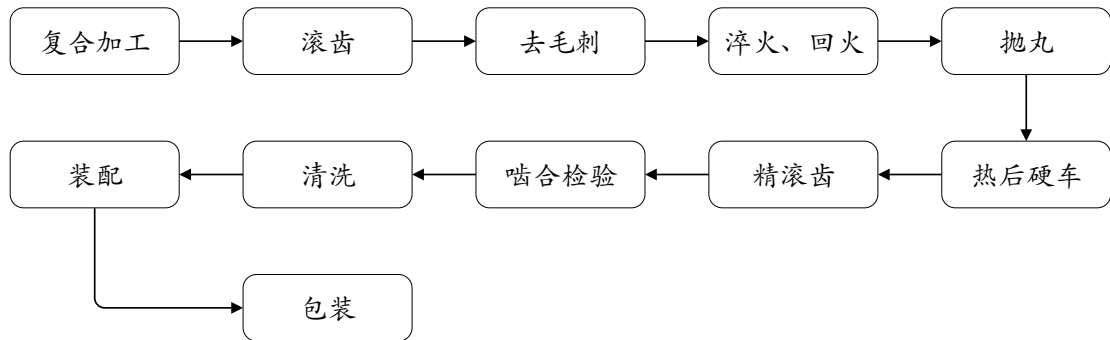 复合加工
滚齿
去毛刺
淬火、回火
抛丸
热后硬车
精滚齿
啮合检验
清洗
装配
包装